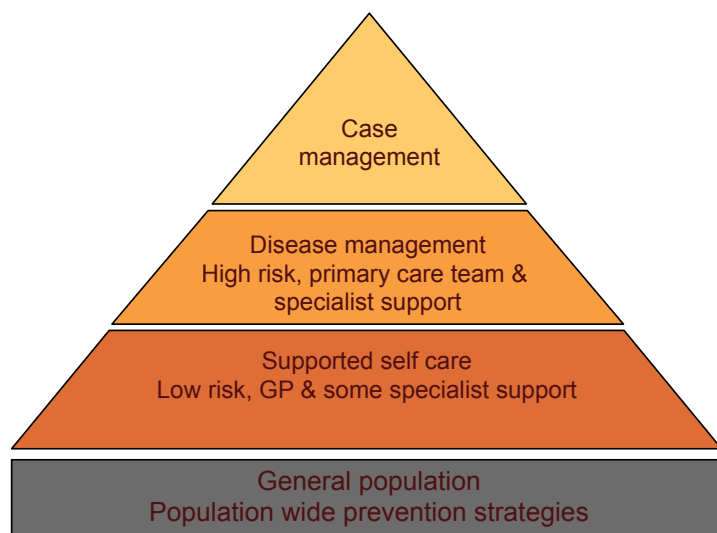 Case
management
Disease management
High risk, primary care team &
specialist support
Supported self care
Low risk, GP & some specialist support
General population
Population wide prevention strategies